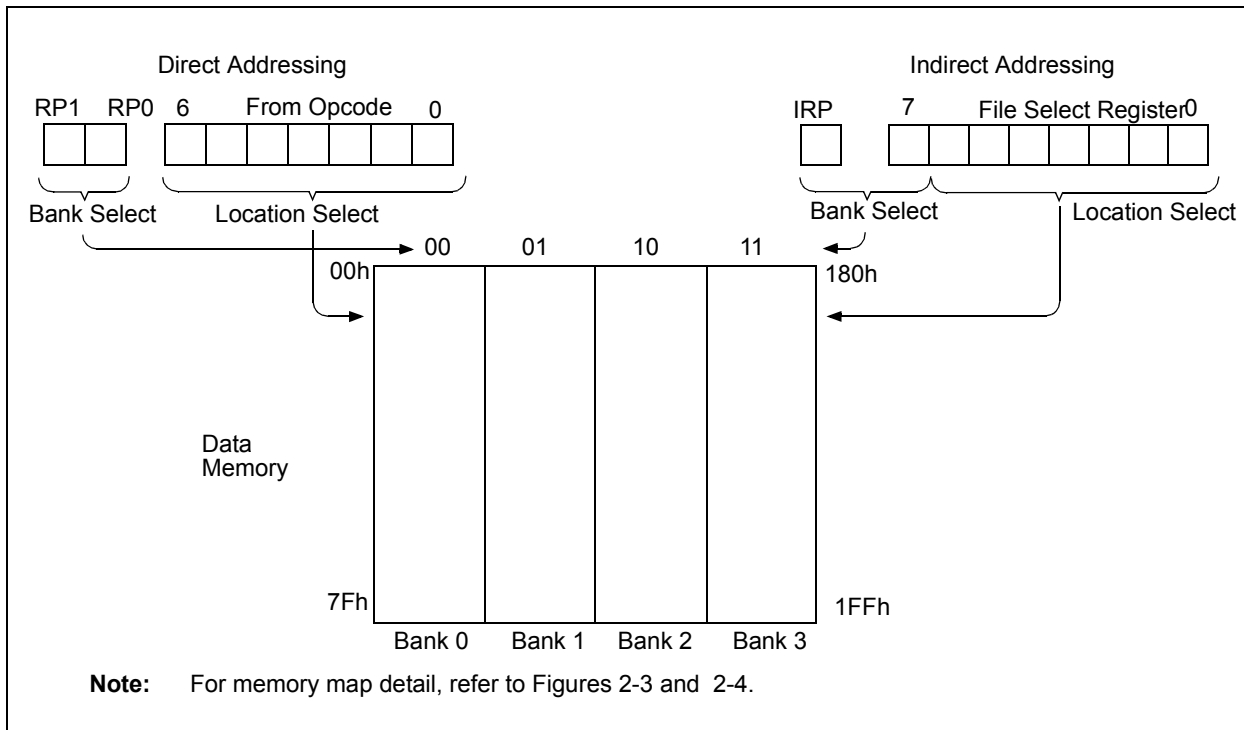 Direct Addressing
Indirect Addressing
RP1 RP0 6 From Opcode 0
IRP 7 File Select Register 0
Bank Select Location Select
Bank Select Location Select
00 01 10 11
00h 180h
Data
Memory
7Fh 1FFh
Bank 0 Bank 1 Bank 2 Bank 3
Note: For memory map detail, refer to Figures 2-3 and 2-4.